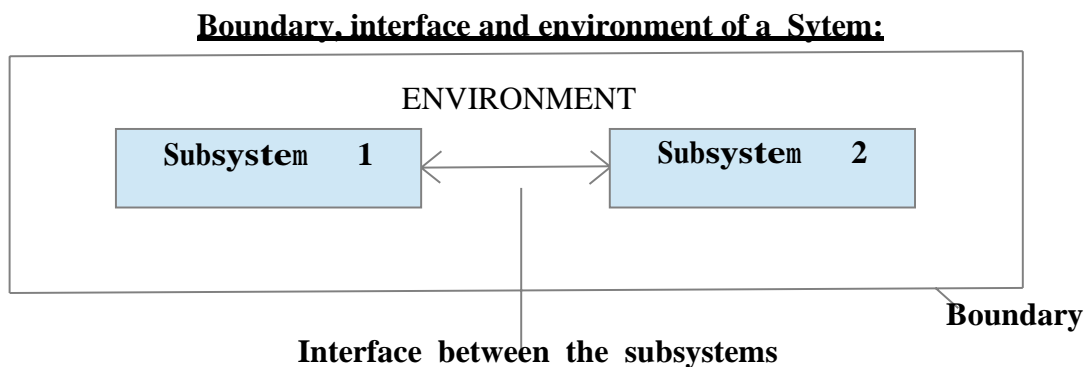 Boundary, interface and environment of a Sytem:
ENVIRONMENT
Subsystem 1
Subsystem 2
Boundary
Interface between the subsystems